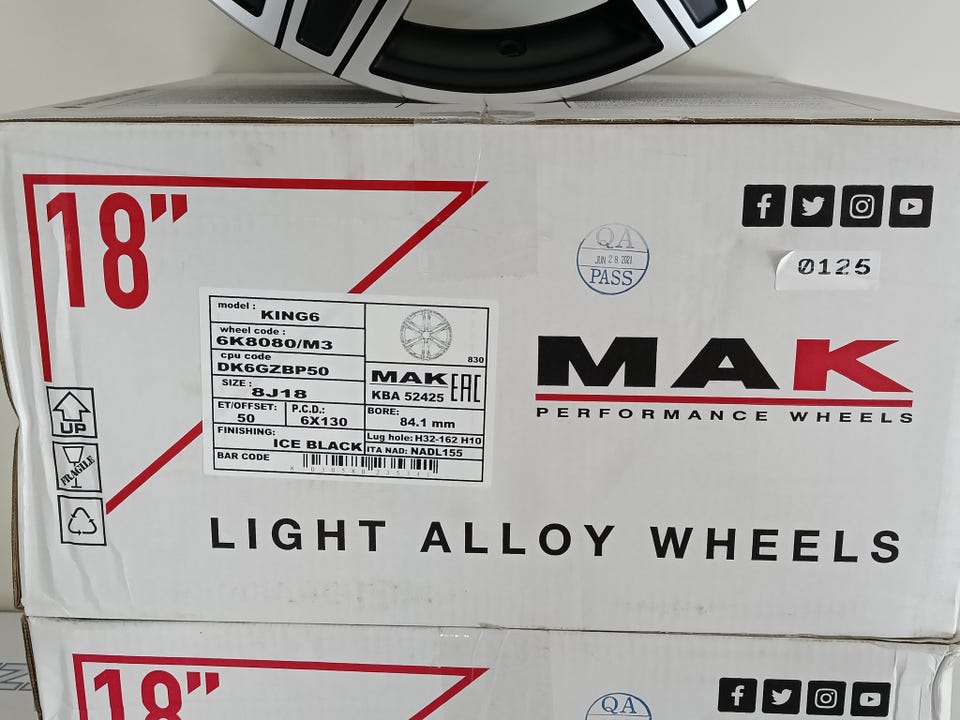 18"
QA
JUN 28 2021
PASS
0125
model :
KING6
wheel code :
6K8080/M3
cpu code
DK6GZBP50
SIZE :
8J18
ET/OFFSET:
50
P.C.D.:
6X130
FINISHING:
ICE BLACK
BAR CODE
830
MAK EAC
KBA 52425
BORE:
84.1 mm
Lug hole: H32-162 H10
ITA NAD: NADL155
MAK
PERFORMANCE WHEELS
UP
FRAGILE
LIGHT ALLOY WHEELS
18"
QA